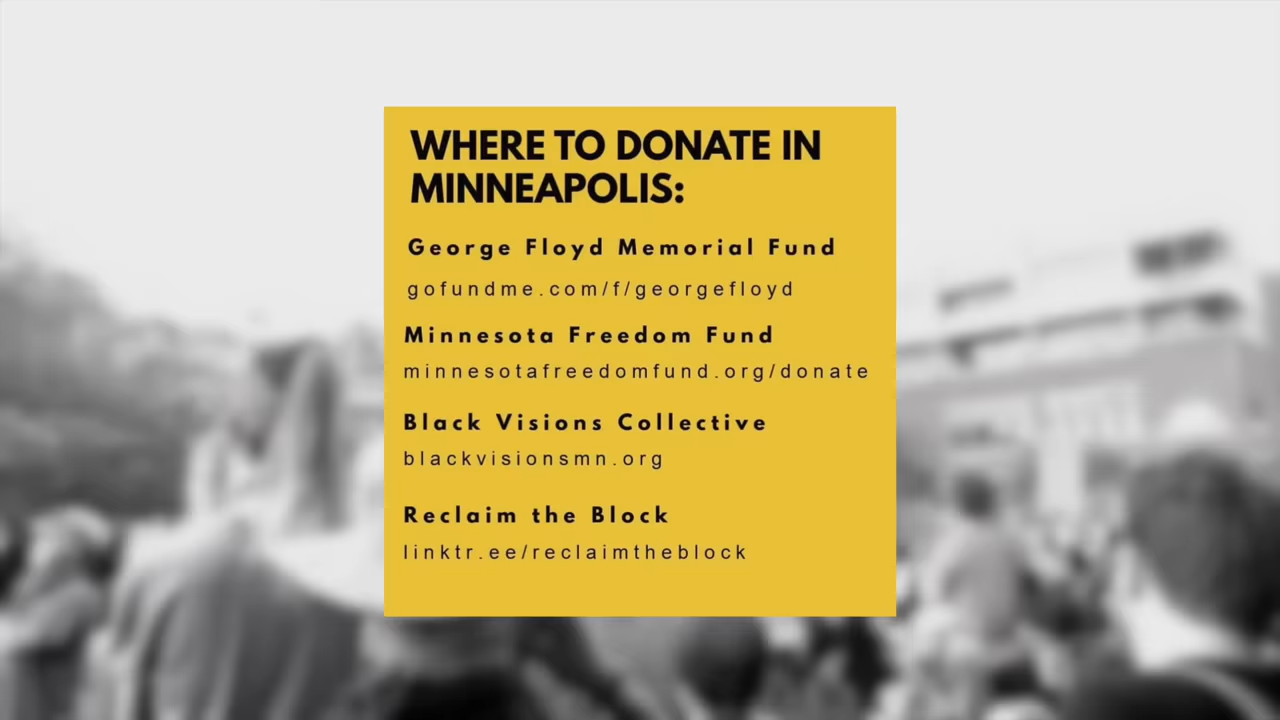 WHERE TO DONATE IN
MINNEAPOLIS:
George Floyd Memorial Fund
gofundme.com/f/georgefloyd
Minnesota Freedom Fund
minnesotafreedomfund.org/donate
Black Visions Collective
blackvisionsmn.org
Reclaim the Block
linktr.ee/reclaimtheblock